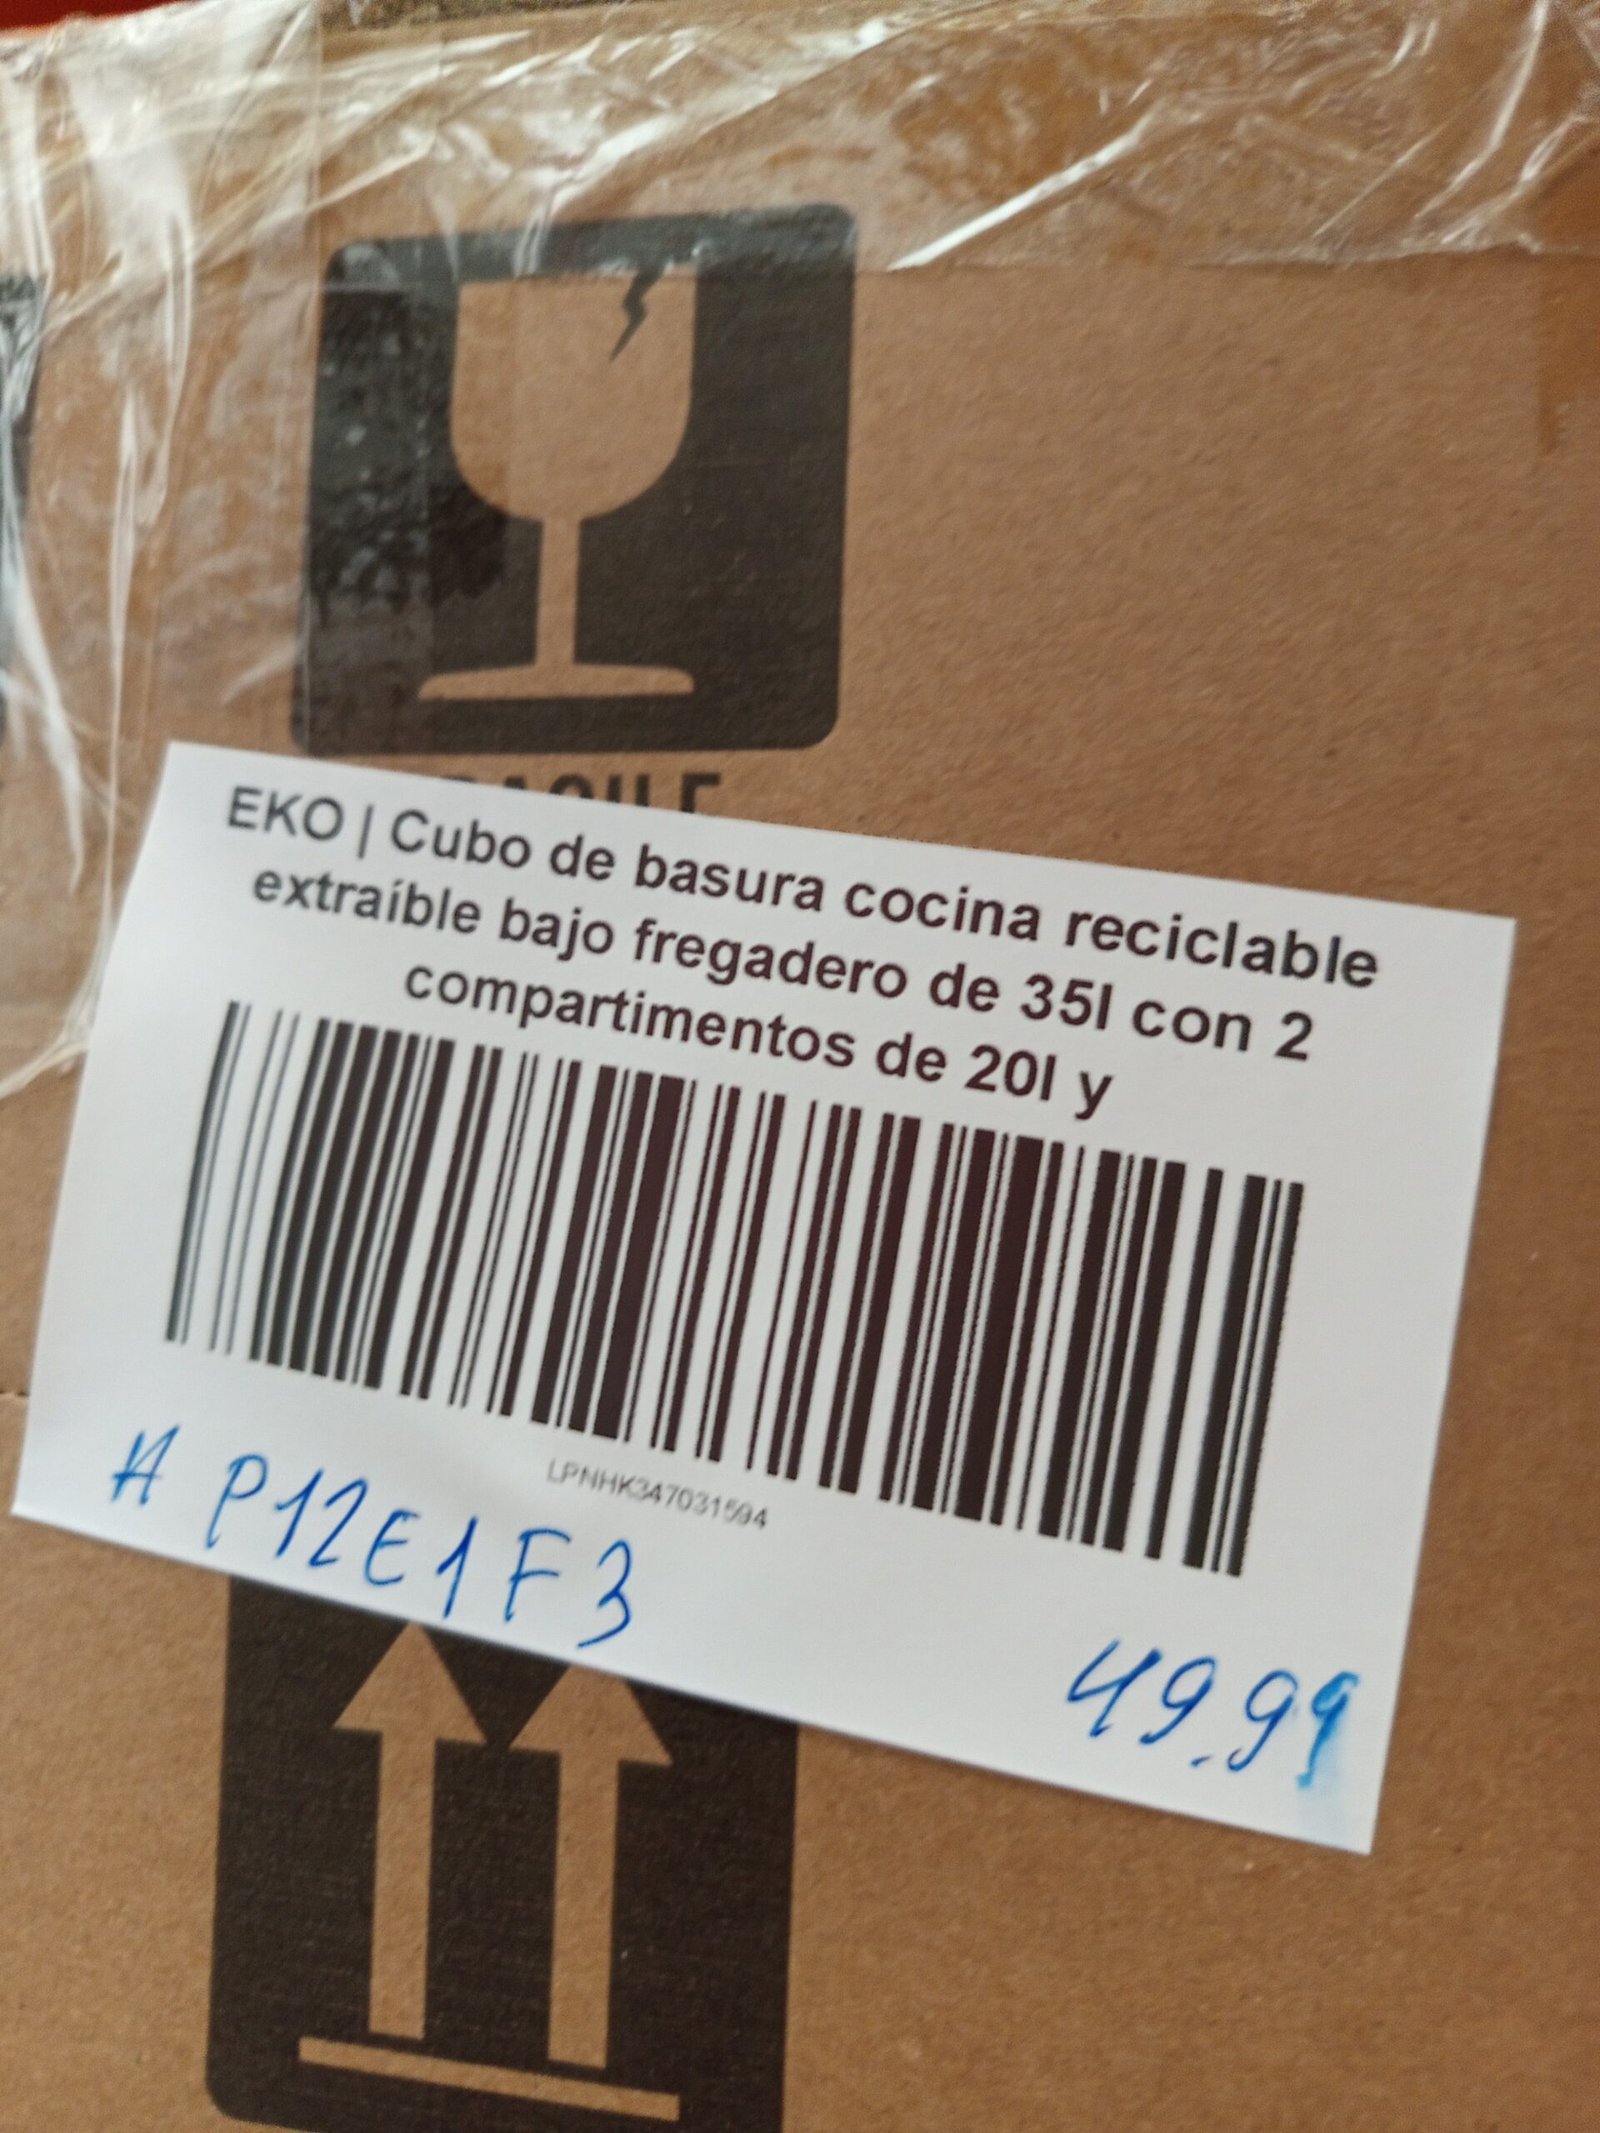 EKO | Cubo de basura cocina reciclable
extraíble bajo fregadero de 35l con 2
compartimentos de 20l y
LPNHK347031594
A P12E1F3
49.99